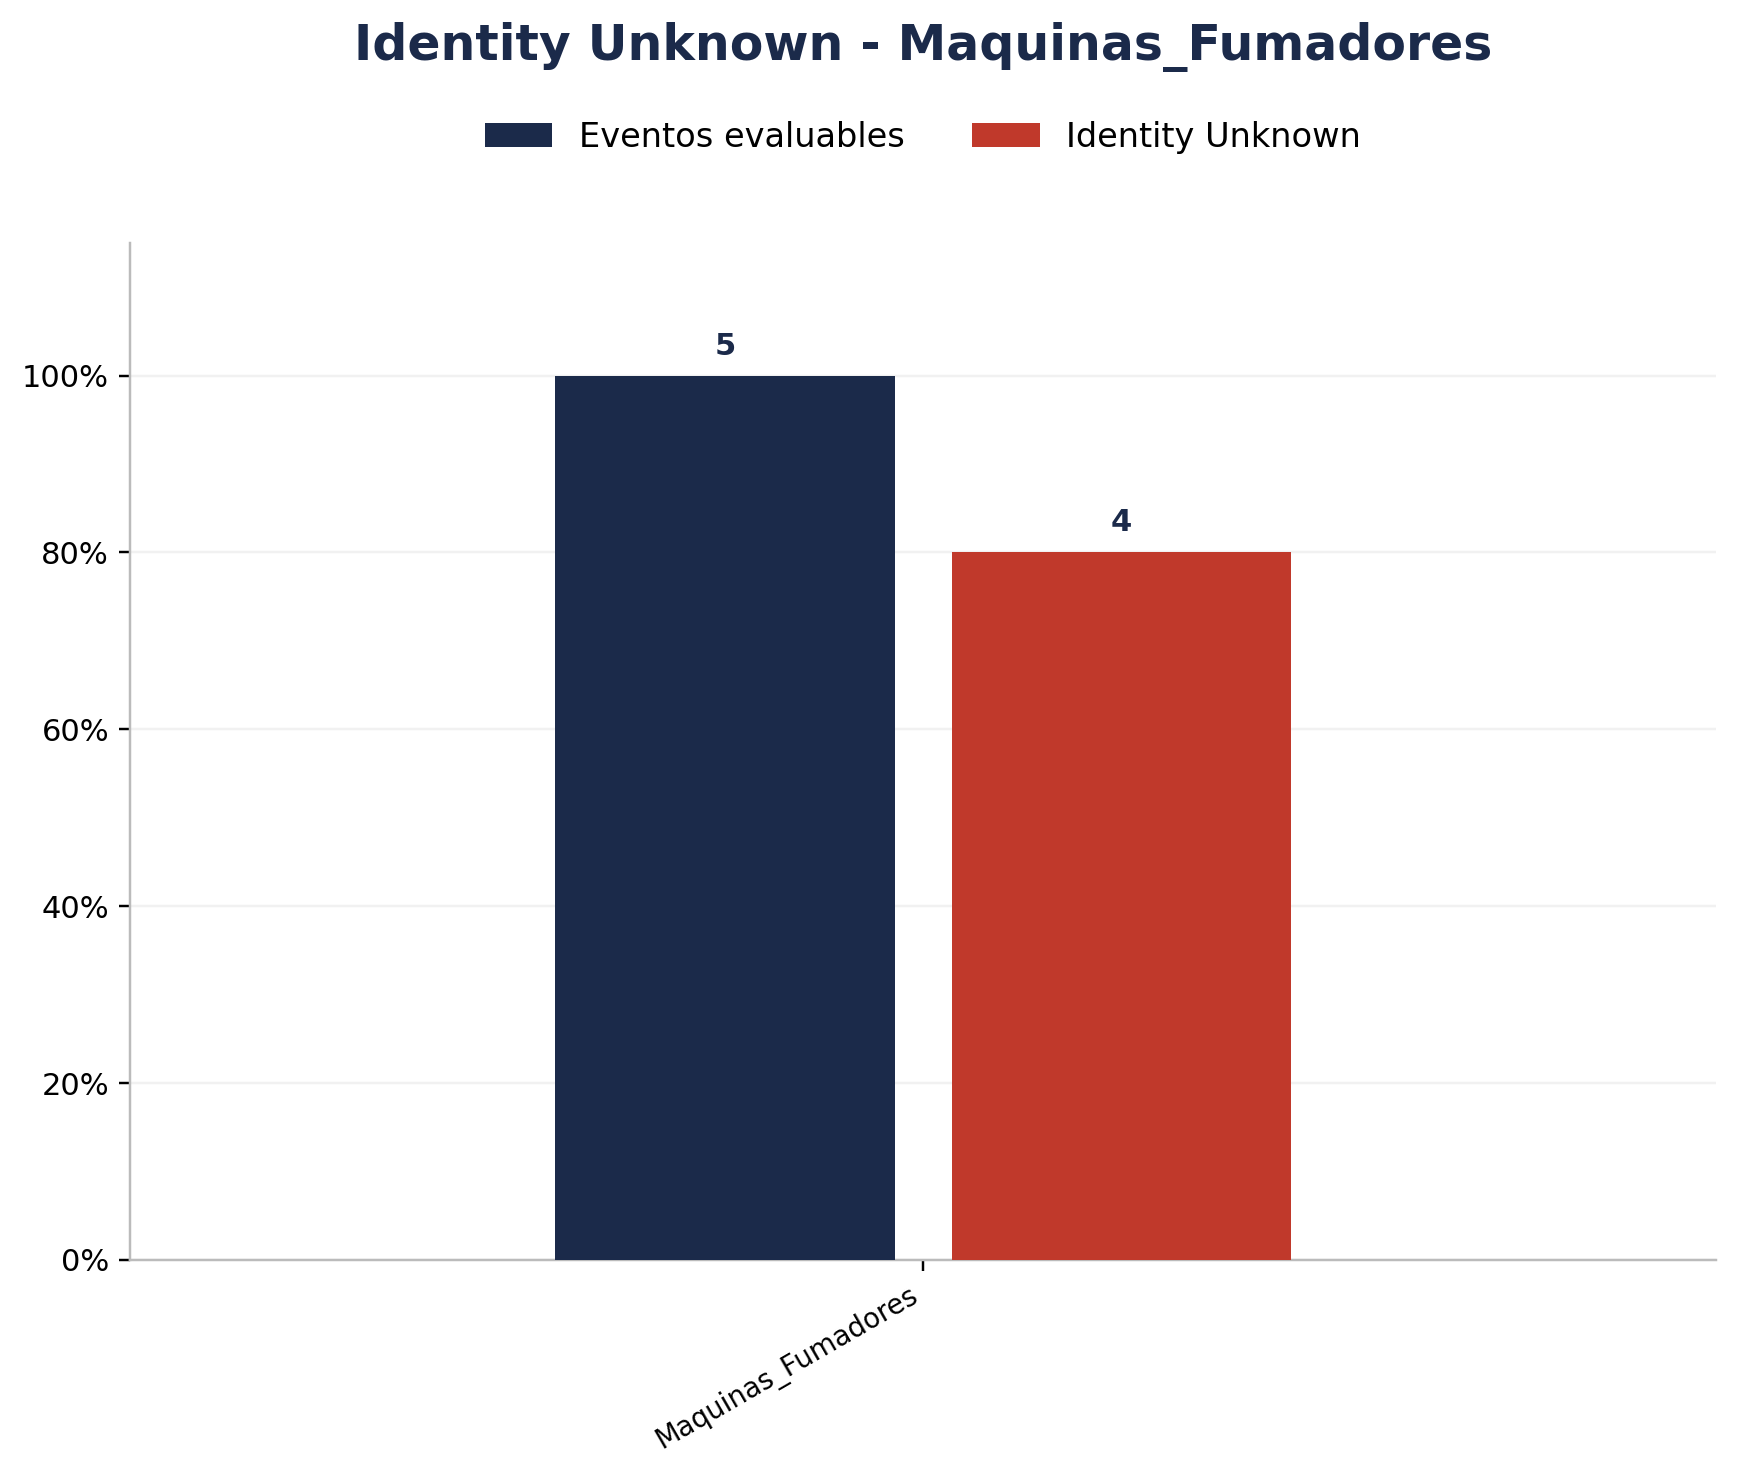 Identity Unknown - Maquinas_Fumadores
Eventos evaluables
Identity Unknown
5
100%
4
80%
60%
40%
20%
0%
Maquinas_Fumadores